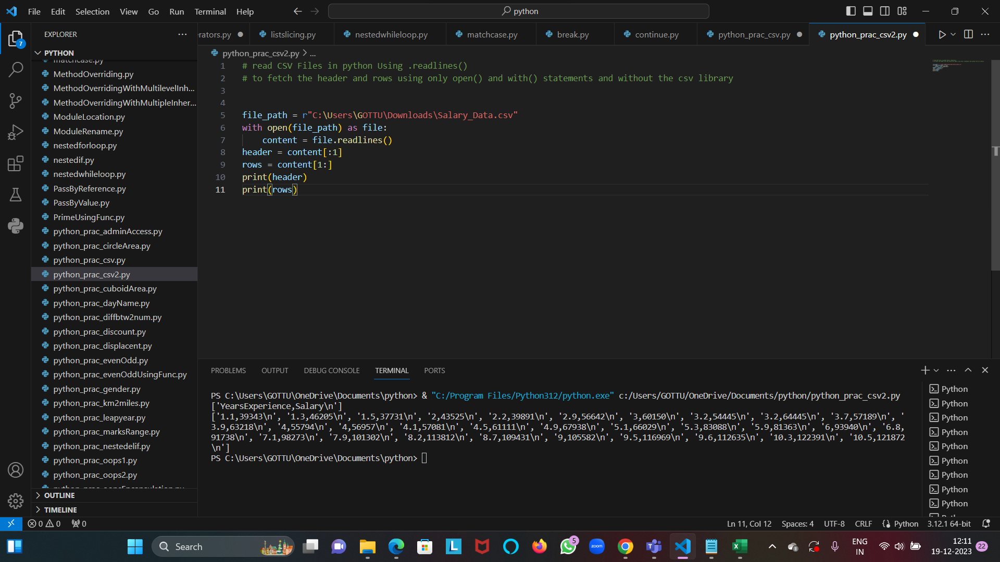 File Edit Selection View Go Run Terminal Help
python
EXPLORER
rators.py
listslicing.py
nestedwhileloop.py
matchcase.py
break.py
continue.py
python_prac_csv.py
python_prac_csv2.py
7
PYTHON
matchcase.py
MethodOverriding.py
MethodOverridingWithMultilevelInh...
MethodOverridingWithMultipleInher...
ModuleLocation.py
ModuleRename.py
nestedforloop.py
nestedif.py
nestedwhileloop.py
PassByReference.py
PassByValue.py
PrimeUsingFunc.py
python_prac_adminAccess.py
python_prac_circleArea.py
python_prac_csv.py
python_prac_csv2.py
python_prac_cuboidArea.py
python_prac_dayName.py
python_prac_diffbtw2num.py
python_prac_discount.py
python_prac_displacent.py
python_prac_evenOdd.py
python_prac_evenOddUsingFunc.py
python_prac_gender.py
python_prac_km2miles.py
python_prac_leapyear.py
python_prac_marksRange.py
python_prac_nestedelif.py
python_prac_oops1.py
python_prac_oops2.py
OUTLINE
TIMELINE
python_prac_csv2.py > ...
1 # read CSV Files in python Using .readlines()
2 # to fetch the header and rows using only open() and with() statements and without the csv library
3
4
5 file_path = r"C:\Users\GOTTU\Downloads\Salary_Data.csv"
6 with open(file_path) as file:
7 content = file.readlines()
8 header = content[:1]
9 rows = content[1:]
10 print(header)
11 print(rows)
PROBLEMS OUTPUT DEBUG CONSOLE TERMINAL PORTS
PS C:\Users\GOTTU\OneDrive\Documents\python> & "C:/Program Files/Python312/python.exe" c:/Users/GOTTU/OneDrive/Documents/python/python_prac_csv2.py
['YearsExperience,Salary\n']
['1.1,39343\n', '1.3,46205\n', '1.5,37731\n', '2,43525\n', '2.2,39891\n', '2.9,56642\n', '3,60150\n', '3.2,54445\n', '3.2,64445\n', '3.7,57189\n', '
3.9,63218\n', '4,55794\n', '4,56957\n', '4.1,57081\n', '4.5,61111\n', '4.9,67938\n', '5.1,66029\n', '5.3,83088\n', '5.9,81363\n', '6,93940\n', '6.8,
91738\n', '7.1,98273\n', '7.9,101302\n', '8.2,113812\n', '8.7,109431\n', '9,105582\n', '9.5,116969\n', '9.6,112635\n', '10.3,122391\n', '10.5,121872
\n']
PS C:\Users\GOTTU\OneDrive\Documents\python>
Python
Python
Python
Python
Python
Python
Python
Python
Python
0 0 0
Ln 11, Col 12 Spaces: 4 UTF-8 CRLF Python 3.12.1 64-bit
Search
L
5
zoom
ENG
IN
12:11
19-12-2023
22